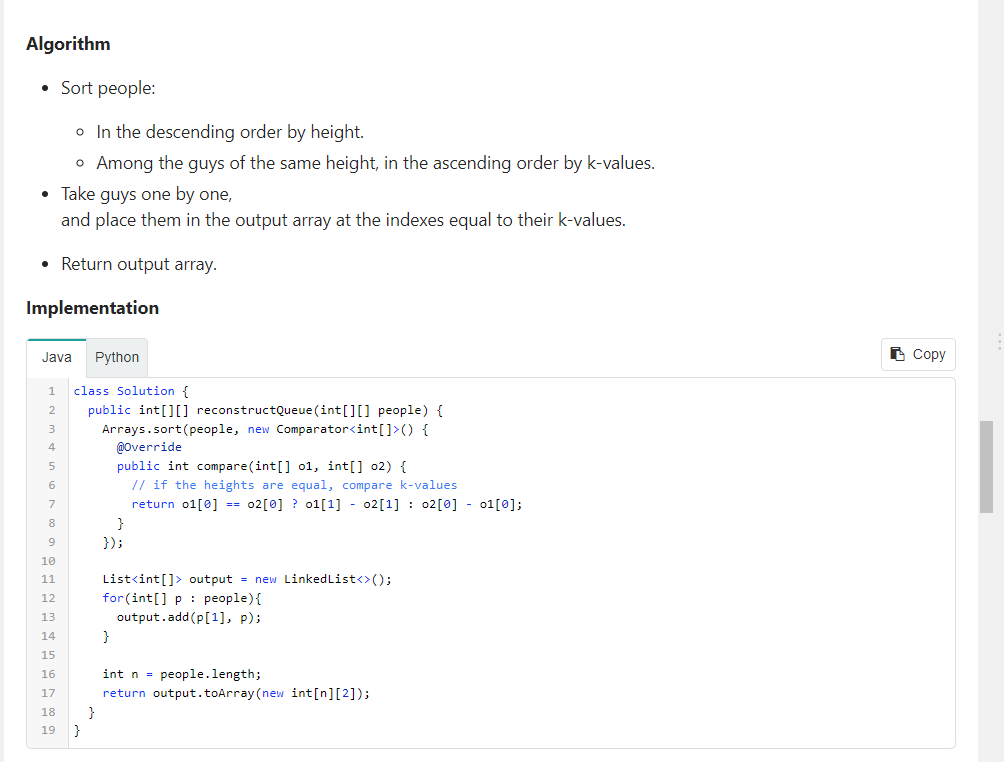 Algorithm
• Sort people:
◦ In the descending order by height.
◦ Among the guys of the same height, in the ascending order by k-values.
• Take guys one by one,
and place them in the output array at the indexes equal to their k-values.
• Return output array.
Implementation
Java Python Copy
1 class Solution {
2   public int[][] reconstructQueue(int[][] people) {
3     Arrays.sort(people, new Comparator<int[]>() {
4       @Override
5       public int compare(int[] o1, int[] o2) {
6         // if the heights are equal, compare k-values
7         return o1[0] == o2[0] ? o1[1] - o2[1] : o2[0] - o1[0];
8       }
9     });
10
11     List<int[]> output = new LinkedList<>();
12     for(int[] p : people){
13       output.add(p[1], p);
14     }
15
16     int n = people.length;
17     return output.toArray(new int[n][2]);
18   }
19 }